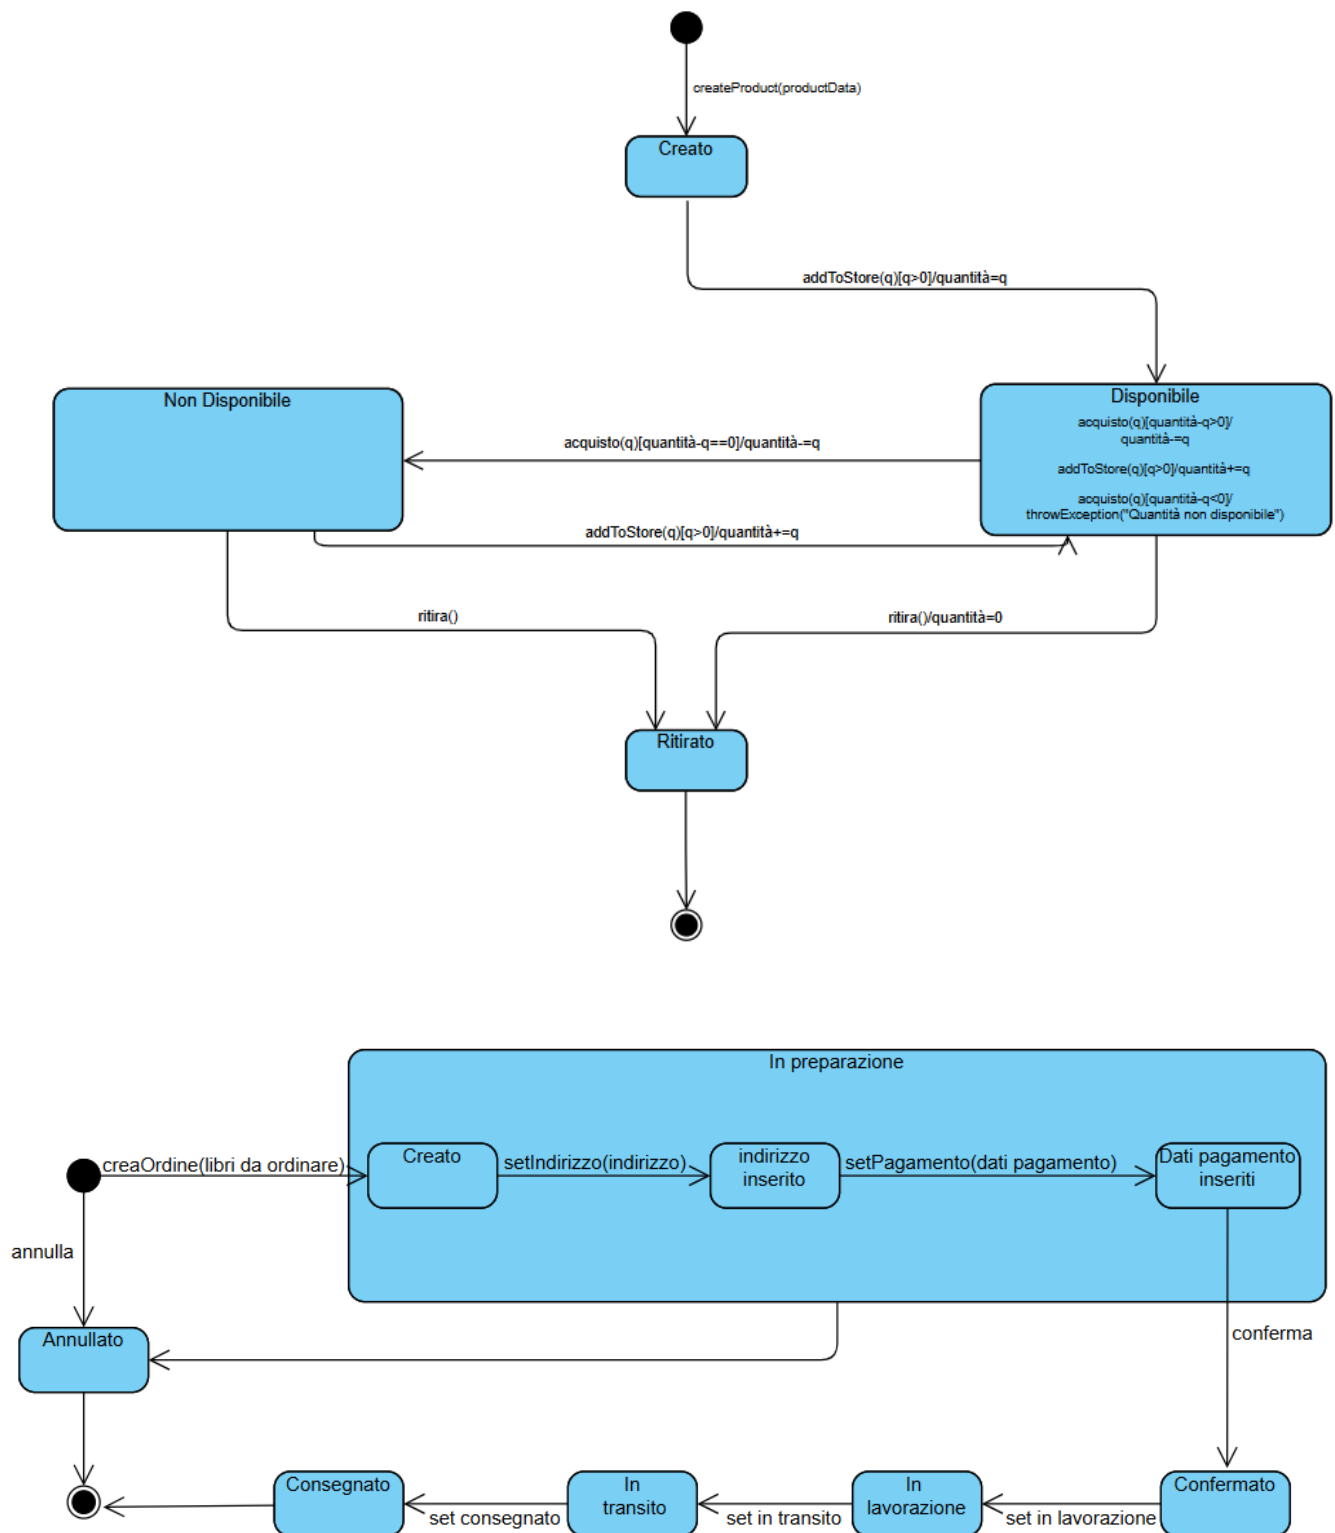 createProduct(productData)
Creato
addToStore(q)[q>0]/quantità=q
Non Disponibile
Disponibile
acquisto(q)[quantità-q>0]/
quantità-=q
addToStore(q)[q>0]/quantità+=q
acquisto(q)[quantità-q<0]/
throwException("Quantità non disponibile")
acquisto(q)[quantità-q==0]/quantità-=q
addToStore(q)[q>0]/quantità+=q
ritira()
ritira()/quantità=0
Ritirato
In preparazione
creaOrdine(libri da ordinare)
Creato
setIndirizzo(indirizzo)
indirizzo
inserito
setPagamento(dati pagamento)
Dati pagamento
inseriti
annulla
Annullato
conferma
Consegnato
set consegnato
In
transito
set in transito
In
lavorazione
set in lavorazione
Confermato